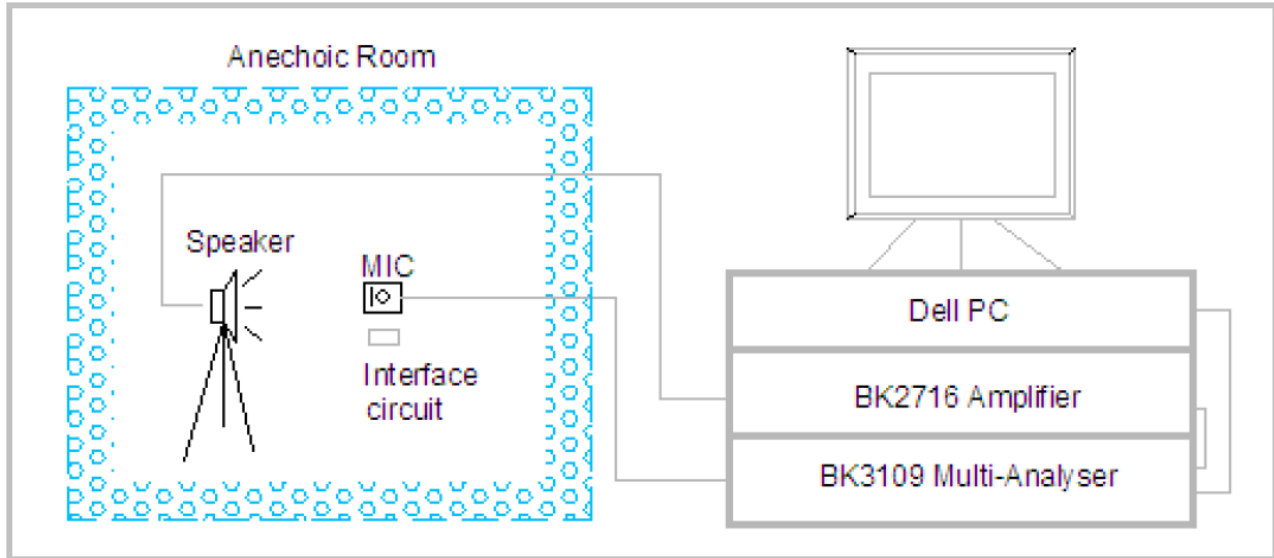 Anechoic Room
Speaker
MIC
Interface
circuit
Dell PC
BK2716 Amplifier
BK3109 Multi-Analyser